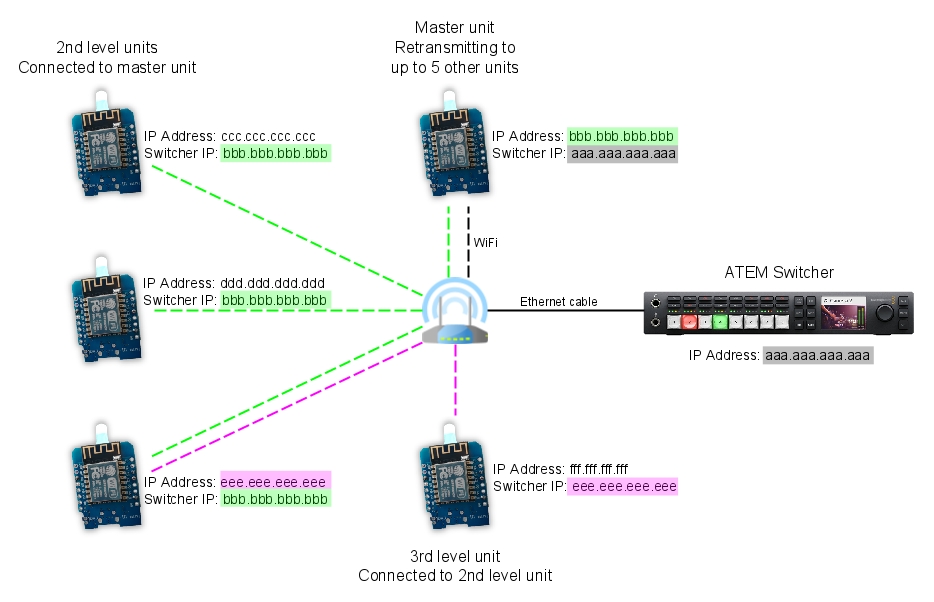 Master unit
Retransmitting to
up to 5 other units
2nd level units
Connected to master unit
IP Address: ccc.ccc.ccc.ccc
Switcher IP: bbb.bbb.bbb.bbb
IP Address: bbb.bbb.bbb.bbb
Switcher IP: aaa.aaa.aaa.aaa
WiFi
IP Address: ddd.ddd.ddd.ddd
Switcher IP: bbb.bbb.bbb.bbb
Ethernet cable
ATEM Switcher
IP Address: aaa.aaa.aaa.aaa
IP Address: eee.eee.eee.eee
Switcher IP: bbb.bbb.bbb.bbb
IP Address: fff.fff.fff.fff
Switcher IP: eee.eee.eee.eee
3rd level unit
Connected to 2nd level unit